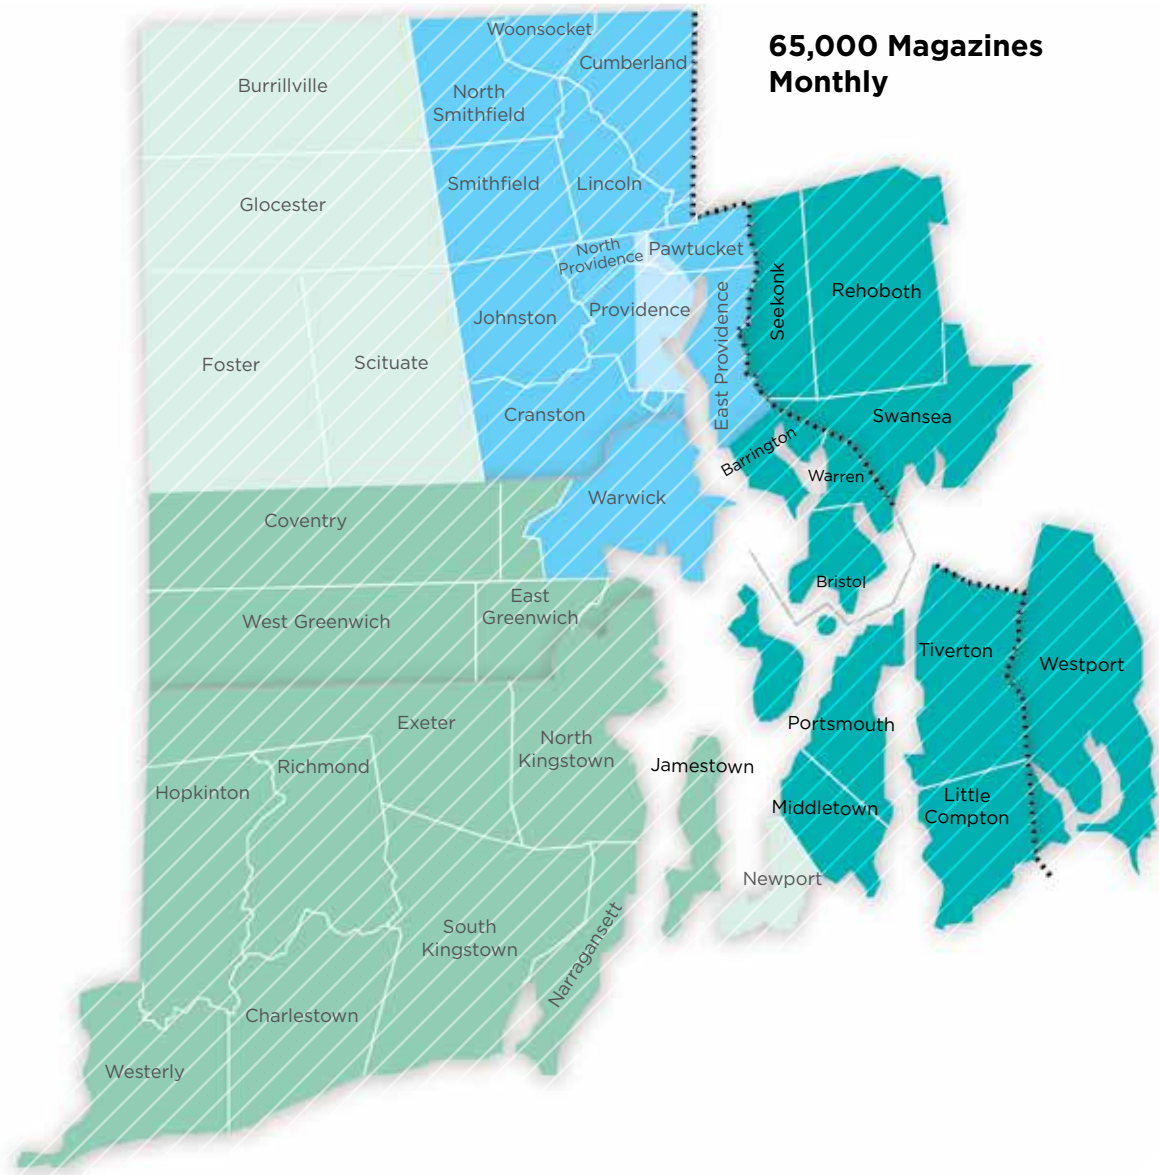 65,000 Magazines
Monthly
Woonsocket
Cumberland
Burrillville
North
Smithfield
Smithfield
Lincoln
Glocester
North
Providence
Pawtucket
Seekonk
Rehoboth
Johnston
Providence
East Providence
Foster
Scituate
Cranston
Swansea
Barrington
Warren
Warwick
Coventry
Bristol
East
Greenwich
West Greenwich
Tiverton
Westport
Exeter
Portsmouth
North
Kingstown
Jamestown
Richmond
Hopkinton
Middletown
Little
Compton
Newport
South
Kingstown
Narragansett
Charlestown
Westerly